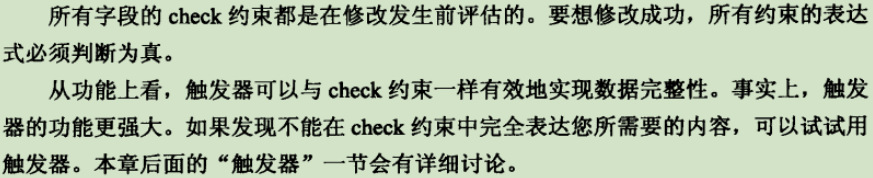 所有字段的 check 约束都是在修改发生前评估的。要想修改成功，所有约束的表达
式必须判断为真。
从功能上看，触发器可以与 check 约束一样有效地实现数据完整性。事实上，触发
器的功能更强大。如果发现不能在 check 约束中完全表达您所需要的内容，可以试试用
触发器。本章后面的“触发器”一节会有详细讨论。